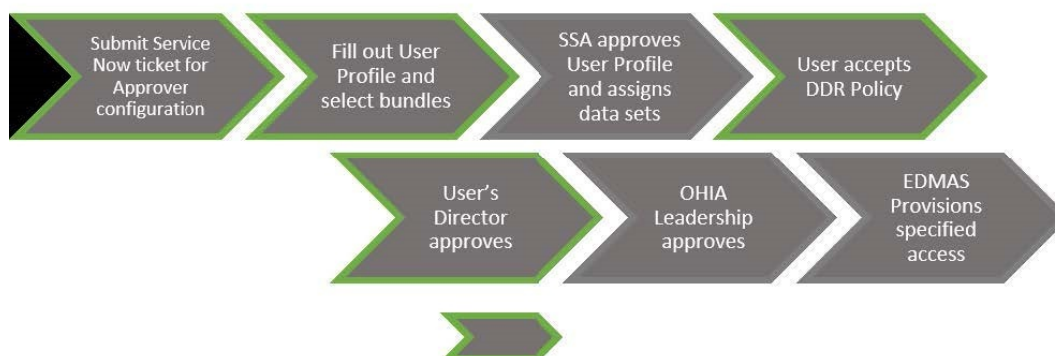 Submit Service
Now ticket for
Approver
configuration
Fill out User
Profile and
select bundles
SSA approves
User Profile
and assigns
data sets
User accepts
DDR Policy
User's
Director
approves
OHIA
Leadership
approves
EDMAS
Provisions
specified
access